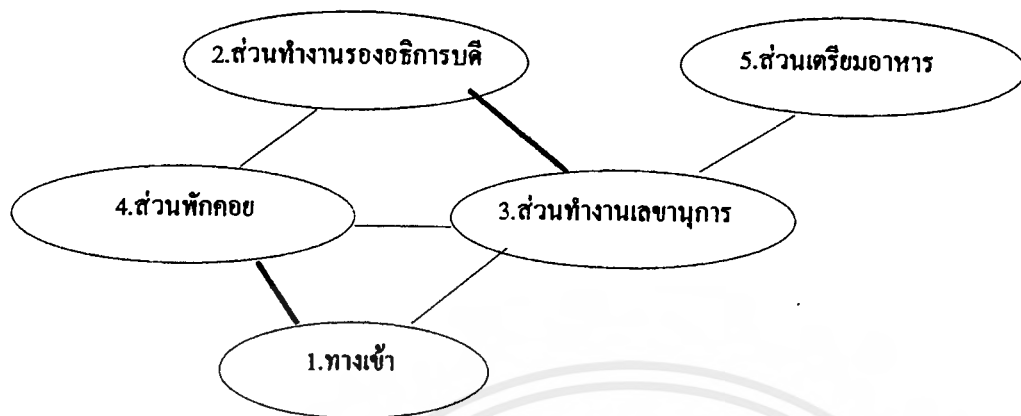 2.ส่วนทำงานรองอธิการบดี
5.ส่วนเตรียมอาหาร
4.ส่วนพักคอย
3.ส่วนทำงานเลขานุการ
1.ทางเข้า